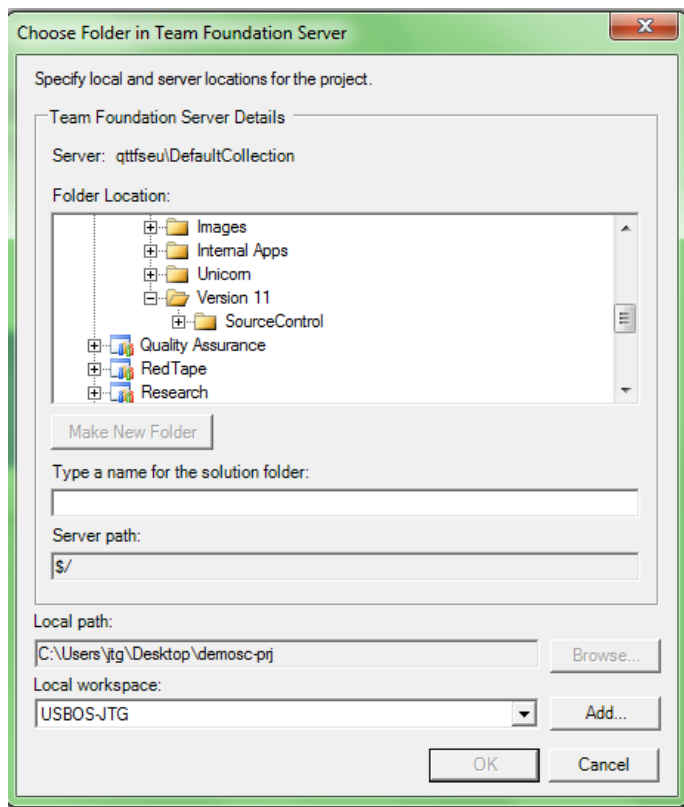 Choose Folder in Team Foundation Server
Specify local and server locations for the project.
Team Foundation Server Details
Server: qttfseu\DefaultCollection
Folder Location:
Images
Internal Apps
Unicorn
Version 11
SourceControl
Quality Assurance
RedTape
Research
Make New Folder
Type a name for the solution folder:
Server path:
$/
Local path:
C:\Users\jtg\Desktop\demosc-prj
Browse...
Local workspace:
USBOS-JTG
Add...
OK
Cancel